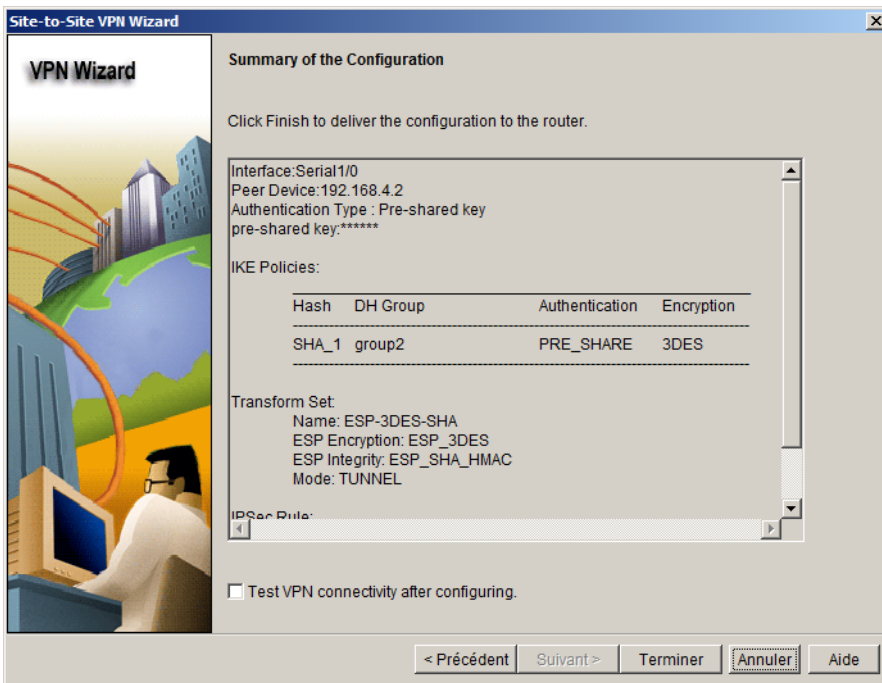 Site-to-Site VPN Wizard
VPN Wizard
Summary of the Configuration
Click Finish to deliver the configuration to the router.
Interface:Serial1/0
Peer Device:192.168.4.2
Authentication Type : Pre-shared key
pre-shared key:******
IKE Policies:
Hash DH Group Authentication Encryption
SHA_1 group2 PRE_SHARE 3DES
Transform Set:
Name: ESP-3DES-SHA
ESP Encryption: ESP_3DES
ESP Integrity: ESP_SHA_HMAC
Mode: TUNNEL
IPSec Rule:
Test VPN connectivity after configuring.
< Précédent Suivant > Terminer Annuler Aide